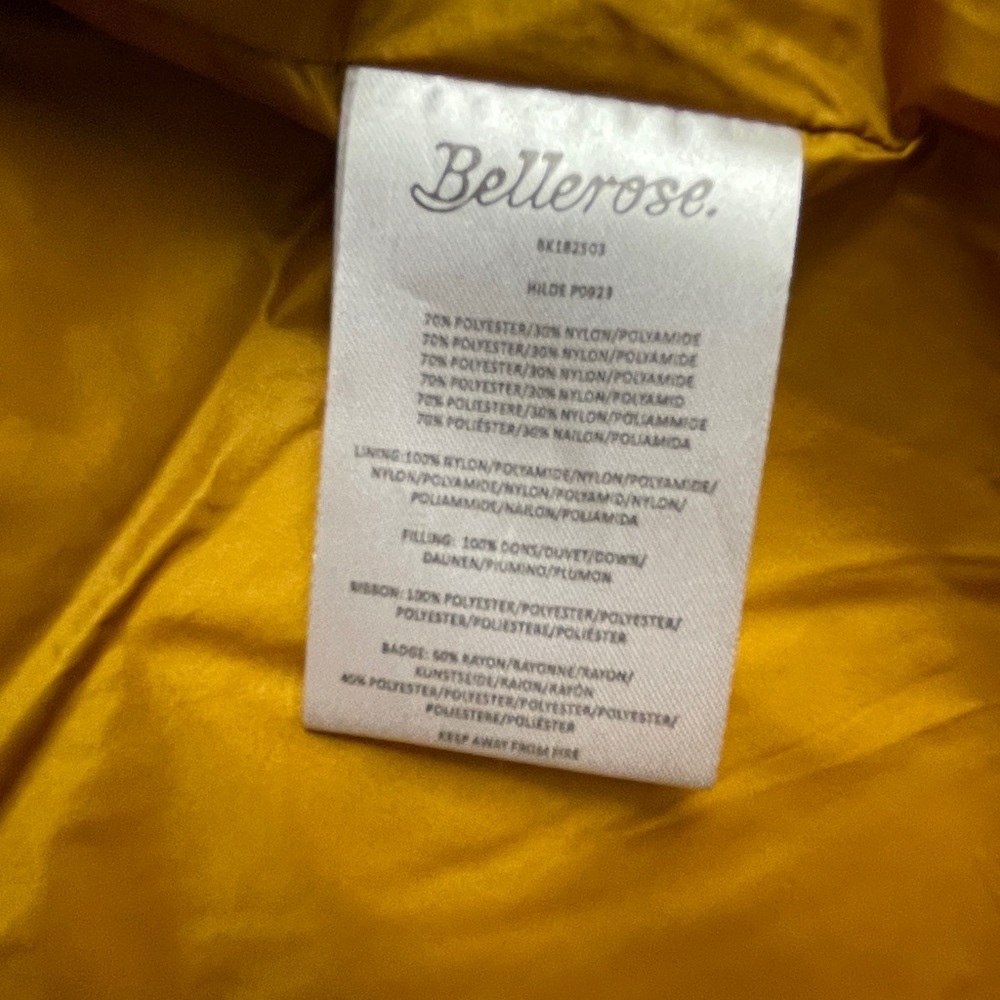 Bellerose.
BK182503
HILDE P0923
70% POLYESTER/30% NYLON/POLYAMIDE
70% POLYESTER/30% NYLON/POLYAMIDE
70% POLYESTER/30% NYLON/POLYAMIDE
70% POLYESTER/30% NYLON/POLYAMID
70% POLIESTERE/30% NYLON/POLIAMMIDE
70% POLIÉSTER/30% NAILON/POLIAMIDA
LINING:100% NYLON/POLYAMIDE/NYLON/POLYAMIDE/
NYLON/POLYAMIDE/NYLON/POLYAMID/NYLON/
POLIAMMIDE/NAILON/POLIAMIDA
FILLING: 100% DONS/DUVET/DOWN/
DAUNEN/PIUMINO/PLUMON
RIBBON: 100% POLYESTER/POLYESTER/POLYESTER/
POLYESTER/POLIESTERE/POLIÉSTER
BADGE: 60% RAYON/RAYONNE/RAYON/
KUNSTSEIDE/RAION/RAYÓN
40% POLYESTER/POLYESTER/POLYESTER/POLYESTER/
POLIESTERE/POLIÉSTER
KEEP AWAY FROM FIRE